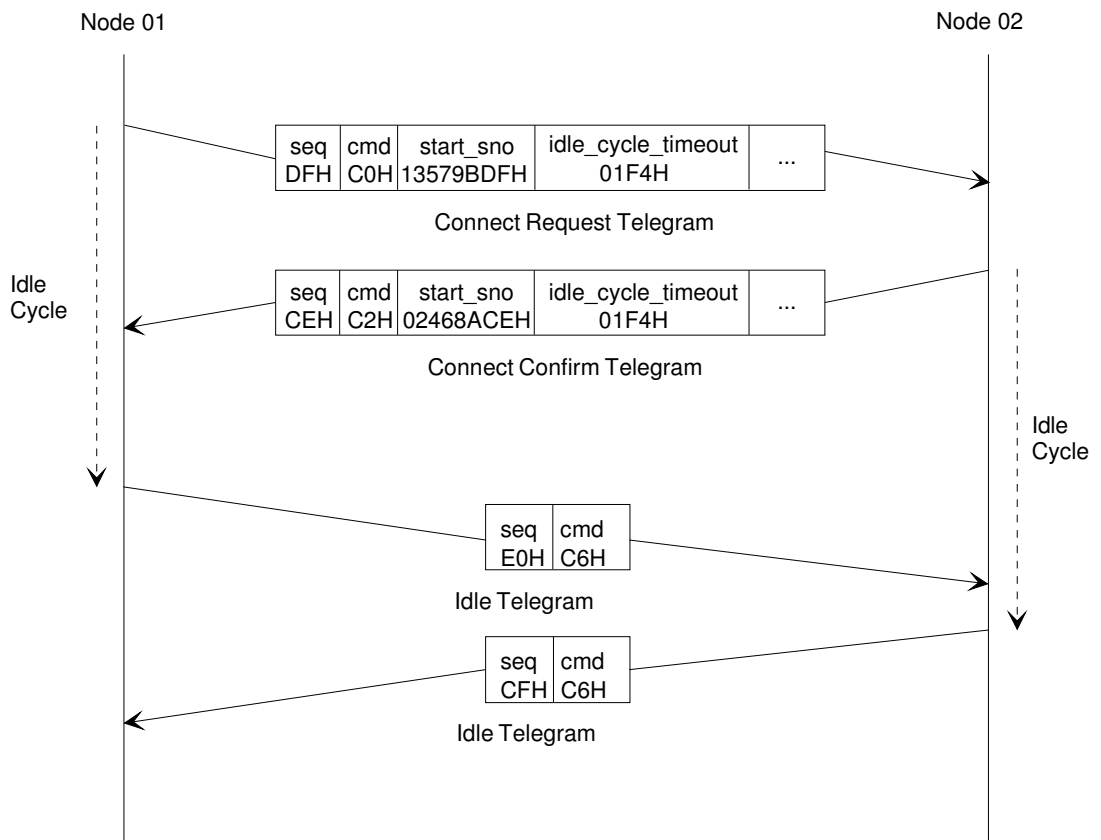 Node 01
Node 02
seq cmd start_sno idle_cycle_timeout ...
DFH C0H 13579BDFH 01F4H
Connect Request Telegram
Idle
Cycle
seq cmd start_sno idle_cycle_timeout ...
CEH C2H 02468ACEH 01F4H
Connect Confirm Telegram
Idle
Cycle
seq cmd
E0H C6H
Idle Telegram
seq cmd
CFH C6H
Idle Telegram